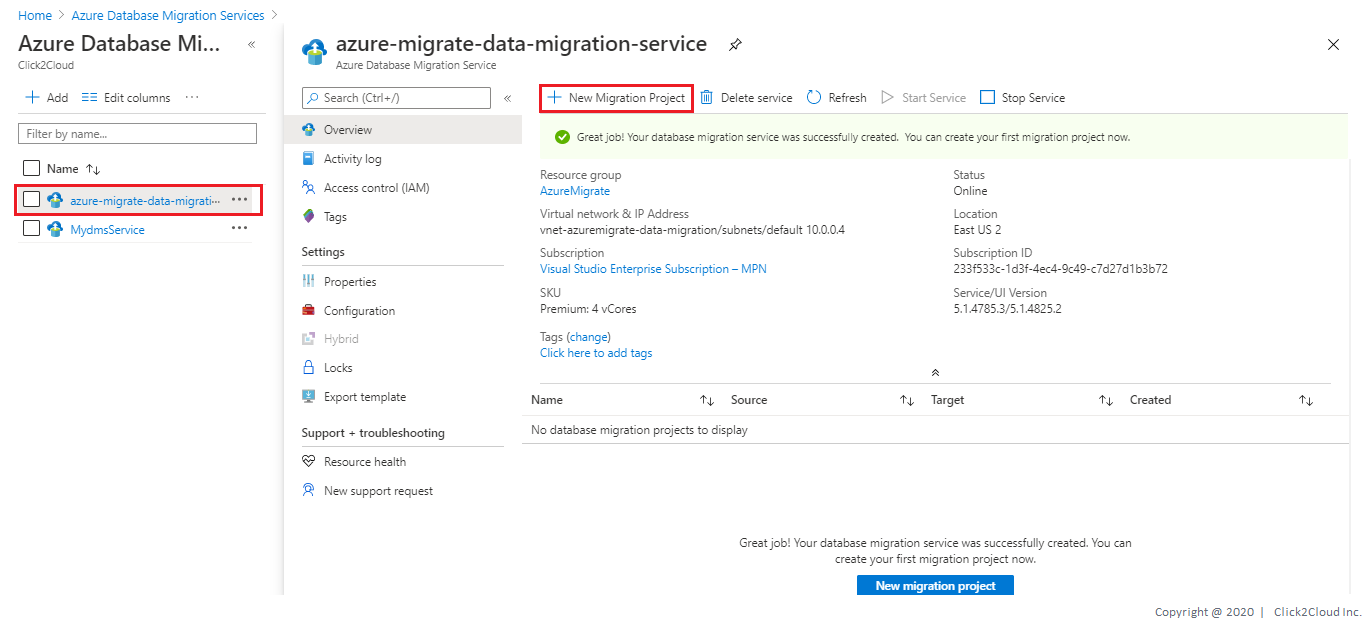 Home > Azure Database Migration Services >
Azure Database Mi...
Click2Cloud
Add Edit columns ...
Filter by name...
Name
azure-migrate-data-migrati...
MydmsService
azure-migrate-data-migration-service
Azure Database Migration Service
Search (Ctrl+/)
Overview
Activity log
Access control (IAM)
Tags
Settings
Properties
Configuration
Hybrid
Locks
Export template
Support + troubleshooting
Resource health
New support request
New Migration Project Delete service Refresh Start Service Stop Service
Great job! Your database migration service was successfully created. You can create your first migration project now.
Resource group
AzureMigrate
Virtual network & IP Address
vnet-azuremigrate-data-migration/subnets/default 10.0.0.4
Subscription
Visual Studio Enterprise Subscription – MPN
SKU
Premium: 4 vCores
Tags (change)
Click here to add tags
Status
Online
Location
East US 2
Subscription ID
233f533c-1d3f-4ec4-9c49-c7d27d1b3b72
Service/UI Version
5.1.4785.3/5.1.4825.2
Name Source Target Created
No database migration projects to display
Great job! Your database migration service was successfully created. You can
create your first migration project now.
New migration project
Copyright @ 2020 | Click2Cloud Inc.